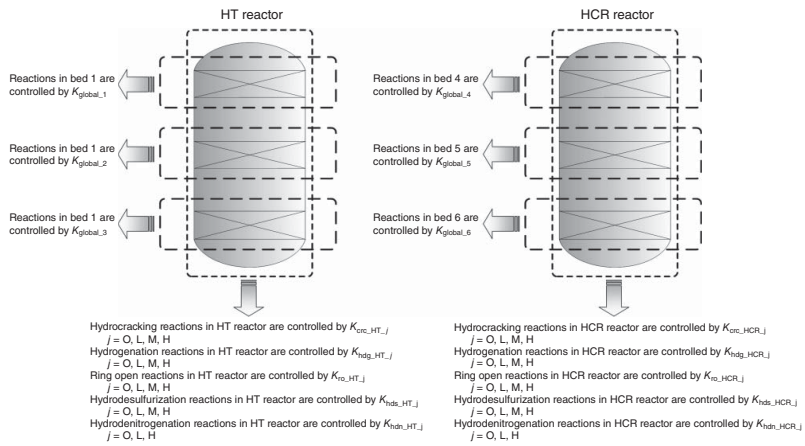 HT reactor
Reactions in bed 1 are
controlled by Kglobal_1
Reactions in bed 1 are
controlled by Kglobal_2
Reactions in bed 1 are
controlled by Kglobal_3
Hydrocracking reactions in HT reactor are controlled by Kcrc_HT_j
j = O, L, M, H
Hydrogenation reactions in HT reactor are controlled by Khdg_HT_j
j = O, L, M, H
Ring open reactions in HT reactor are controlled by Kro_HT_j
j = O, L, M, H
Hydrodesulfurization reactions in HT reactor are controlled by Khds_HT_j
j = O, L, M, H
Hydrodenitrogenation reactions in HT reactor are controlled by Khdn_HT_j
j = O, L, H
HCR reactor
Reactions in bed 4 are
controlled by Kglobal_4
Reactions in bed 5 are
controlled by Kglobal_5
Reactions in bed 6 are
controlled by Kglobal_6
Hydrocracking reactions in HCR reactor are controlled by Kcrc_HCR_j
j = O, L, M, H
Hydrogenation reactions in HCR reactor are controlled by Khdg_HCR_j
j = O, L, M, H
Ring open reactions in HCR reactor are controlled by Kro_HCR_j
j = O, L, M, H
Hydrodesulfurization reactions in HCR reactor are controlled by Khds_HCR_j
j = O, L, M, H
Hydrodenitrogenation reactions in HCR reactor are controlled by Khdn_HCR_j
j = O, L, H